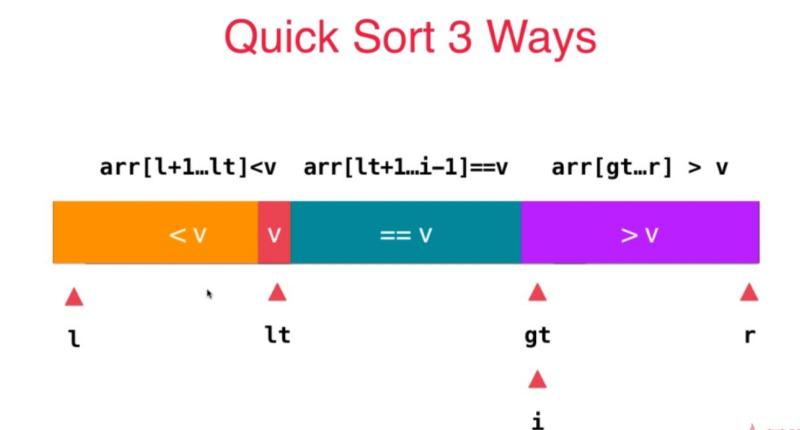 Quick Sort 3 Ways
arr[l+1…lt]<v arr[lt+1…i-1]==v arr[gt…r] > v
< v v == v > v
l lt gt r
i